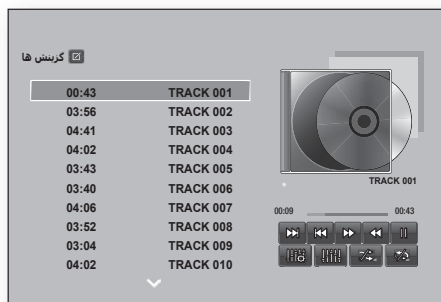 گزینش ها
00:43 TRACK 001
03:56 TRACK 002
04:41 TRACK 003
04:02 TRACK 004
03:43 TRACK 005
03:40 TRACK 006
04:06 TRACK 007
03:52 TRACK 008
03:04 TRACK 009
04:02 TRACK 010
TRACK 001
00:09 00:43